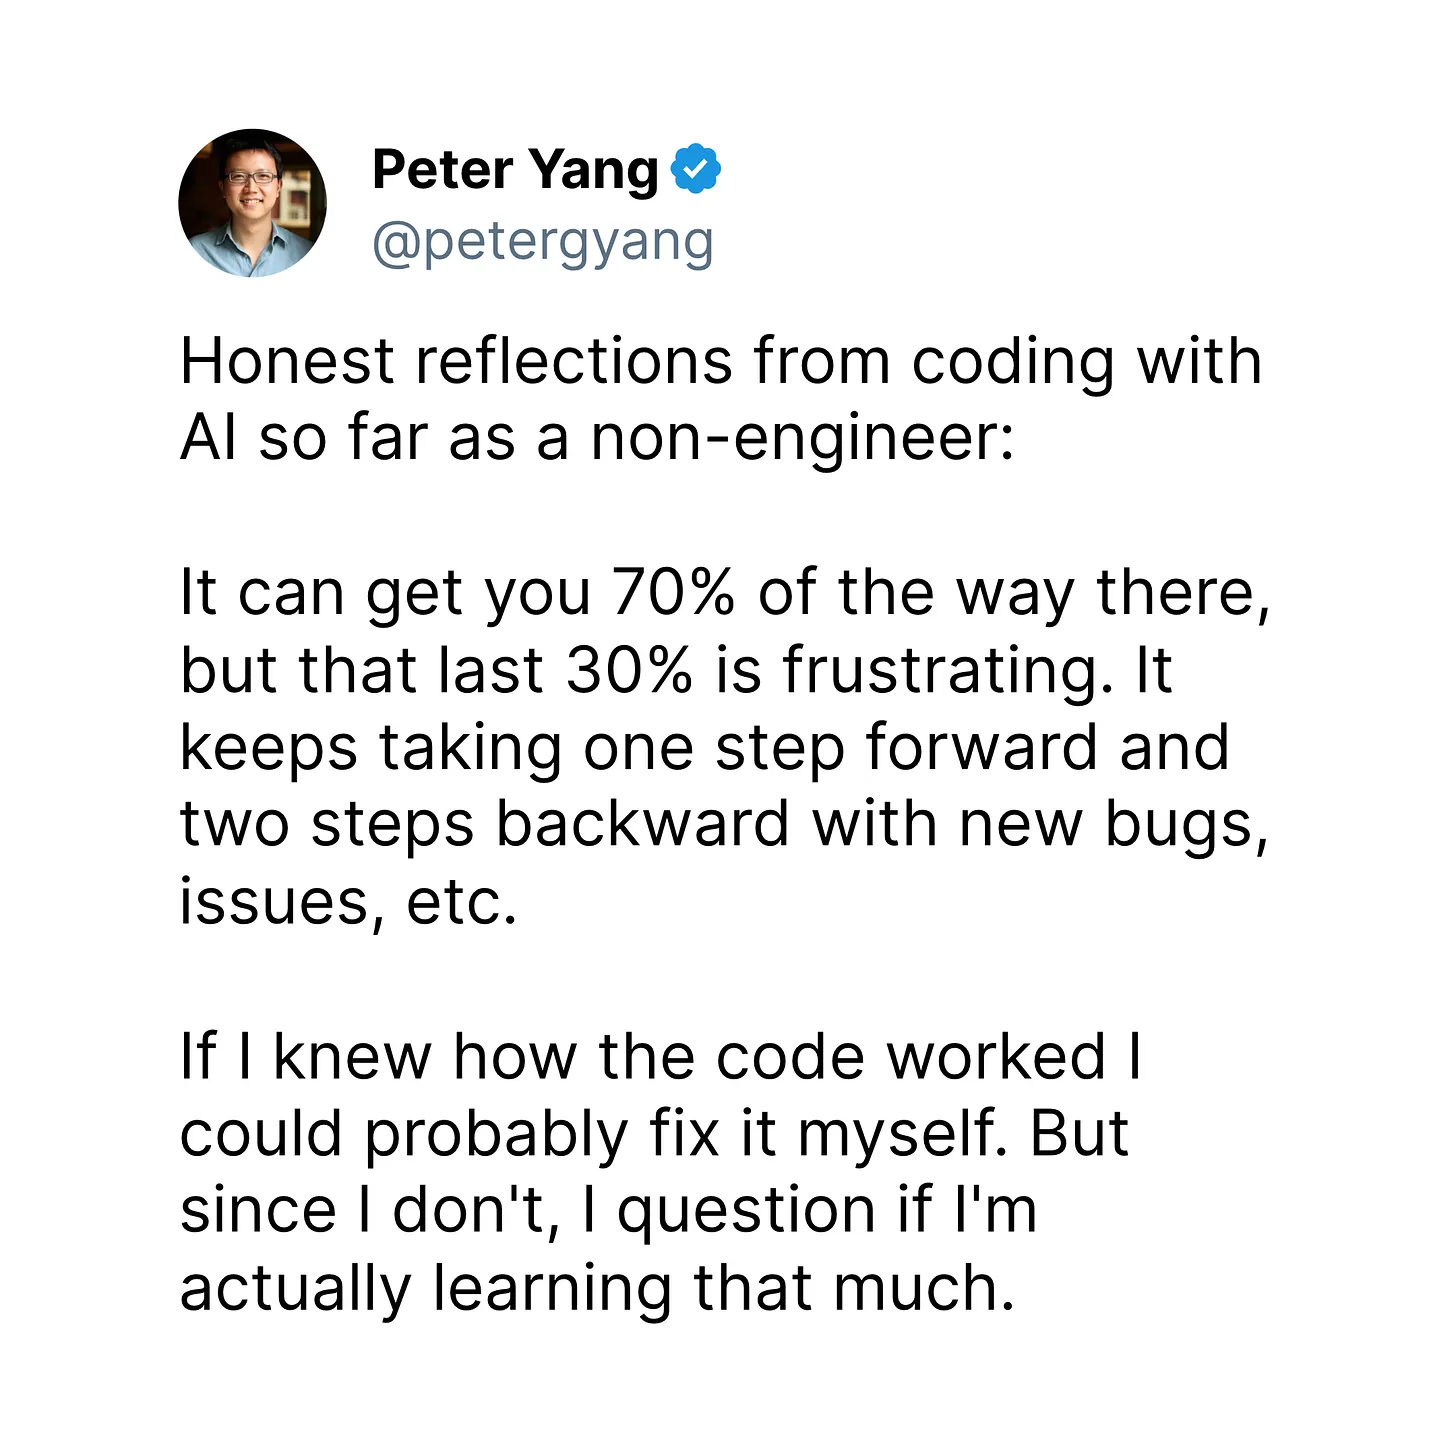 Peter Yang
@petergyang
Honest reflections from coding with
AI so far as a non-engineer:
It can get you 70% of the way there,
but that last 30% is frustrating. It
keeps taking one step forward and
two steps backward with new bugs,
issues, etc.
If I knew how the code worked I
could probably fix it myself. But
since I don't, I question if I'm
actually learning that much.